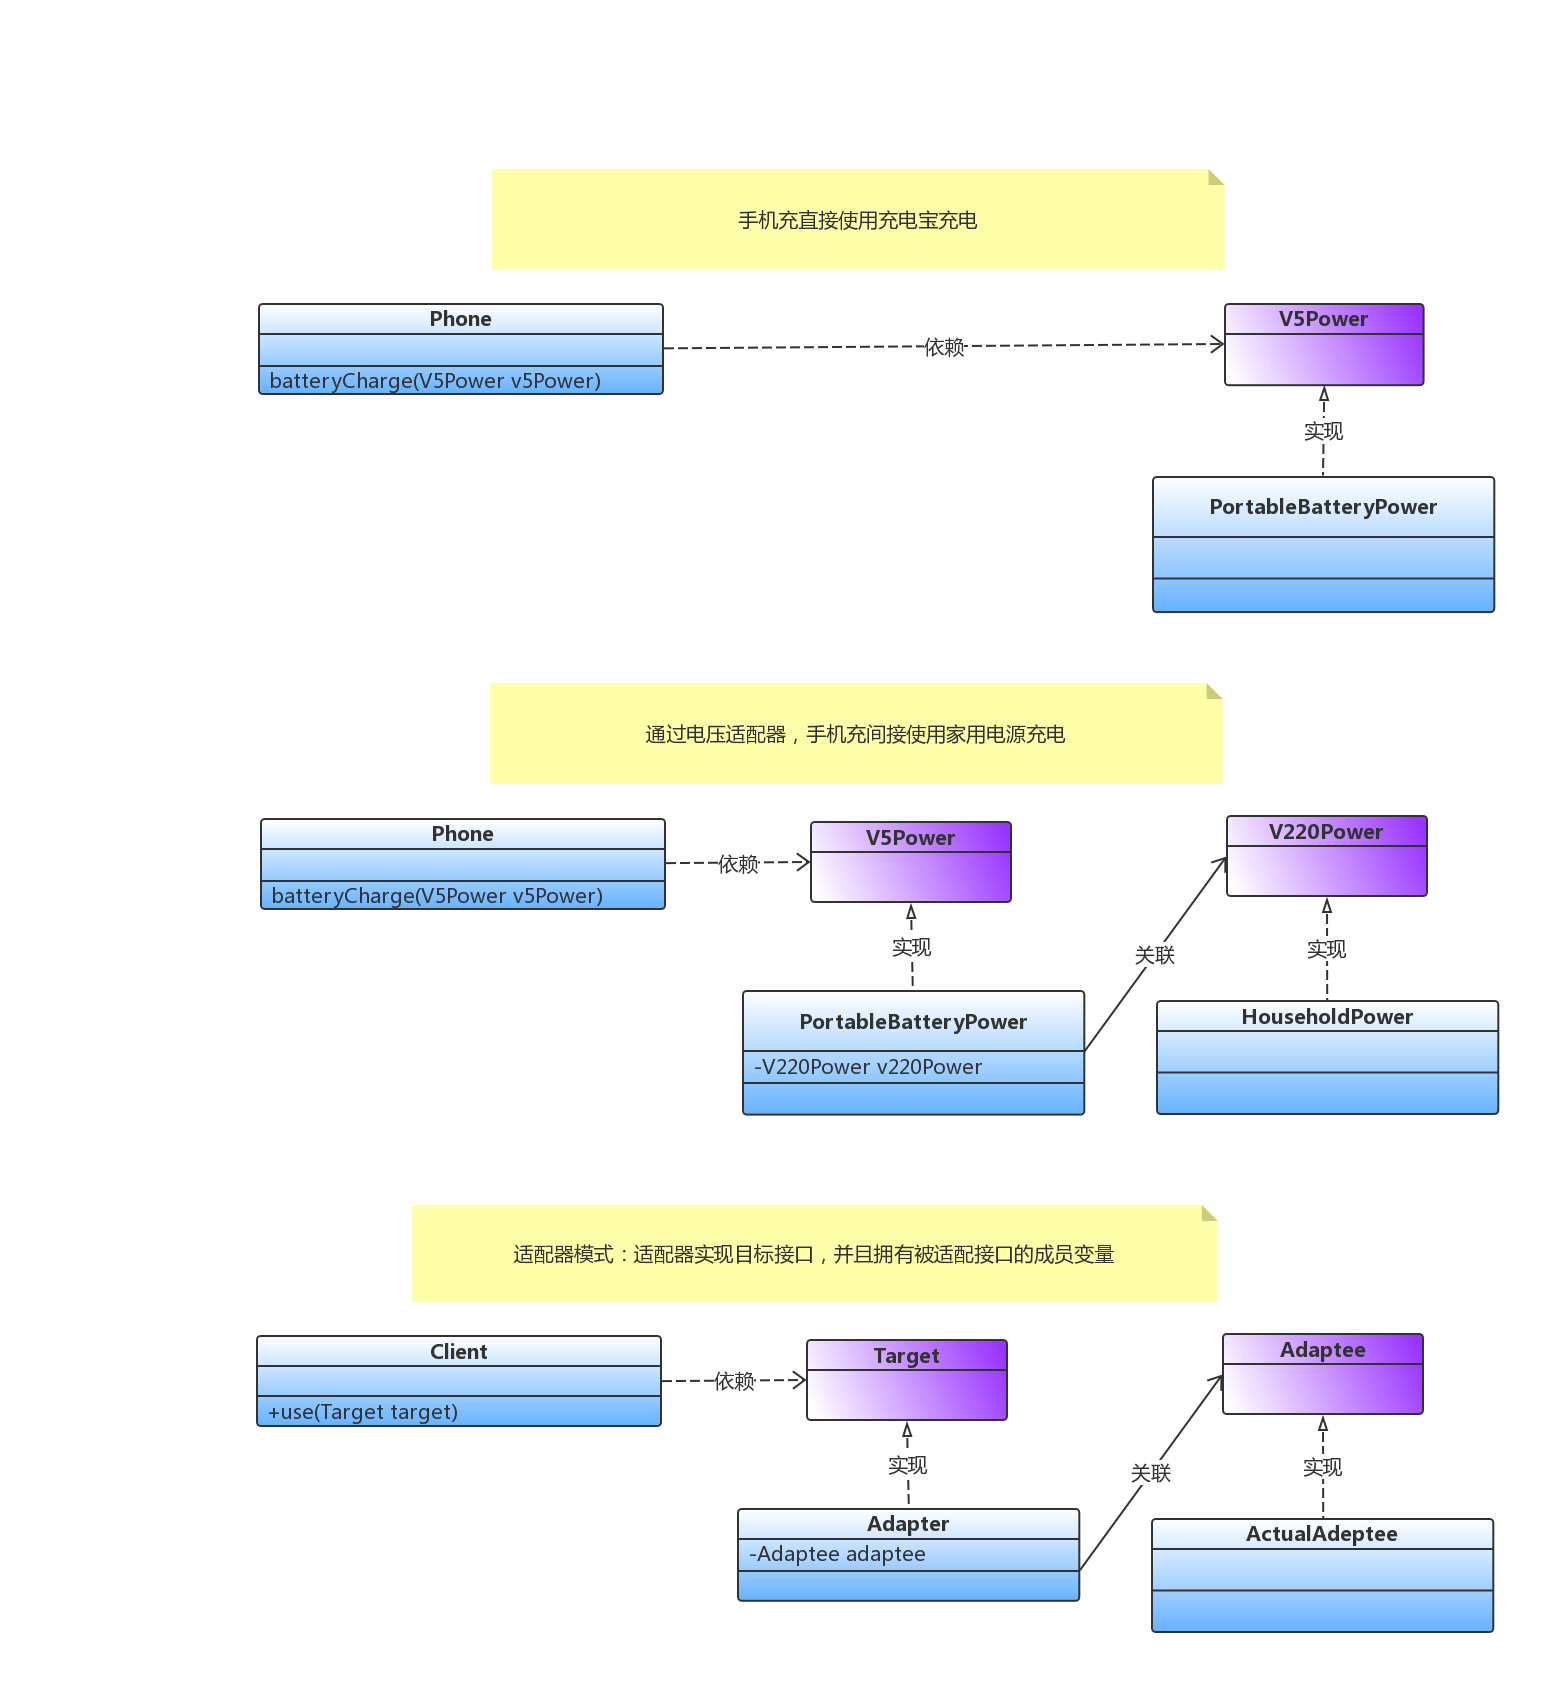 手机充直接使用充电宝充电
Phone
batteryCharge(V5Power v5Power)
依赖
V5Power
实现
PortableBatteryPower
通过电压适配器，手机充间接使用家用电源充电
Phone
batteryCharge(V5Power v5Power)
依赖
V5Power
V220Power
实现
关联
实现
PortableBatteryPower
-V220Power v220Power
HouseholdPower
适配器模式：适配器实现目标接口，并且拥有被适配接口的成员变量
Client
+use(Target target)
依赖
Target
Adaptee
实现
关联
实现
Adapter
-Adaptee adaptee
ActualAdeptee